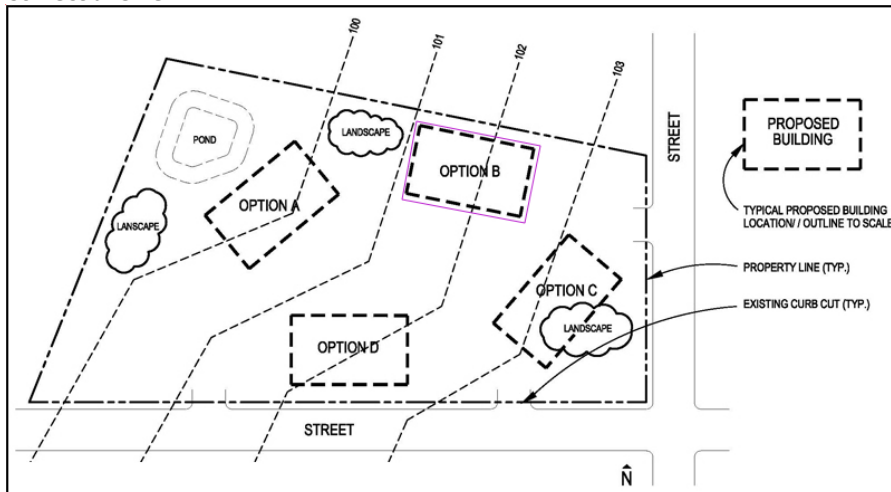 100
101
102
103
POND
LANDSCAPE
OPTION B
OPTION A
LANSCAPE
OPTION C
LANDSCAPE
OPTION D
STREET
STREET
PROPOSED
BUILDING
TYPICAL PROPOSED BUILDING
LOCATION/ / OUTLINE TO SCALE
PROPERTY LINE (TYP.)
EXISTING CURB CUT (TYP.)
N